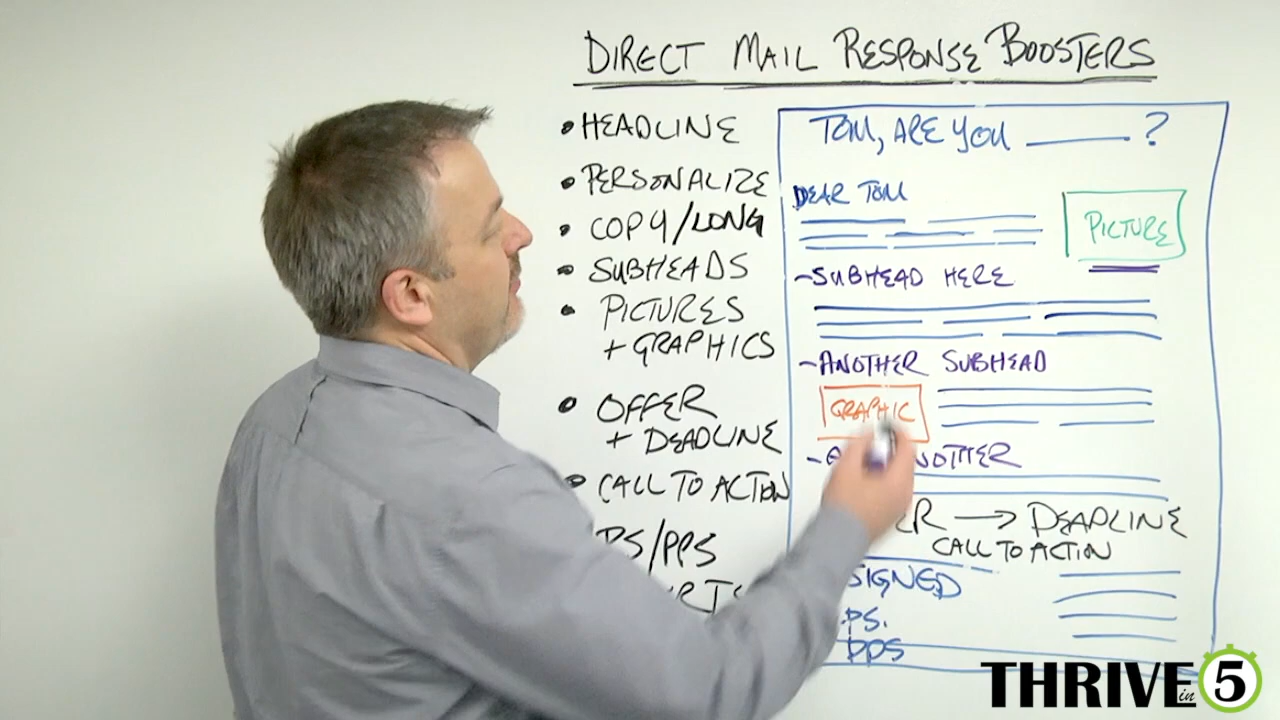 DIRECT MAIL RESPONSE BOOSTERS
• HEADLINE
• PERSONALIZE
• COPY/LONG
• SUBHEADS
• PICTURES
+ GRAPHICS
• OFFER
+ DEADLINE
• CALL TO ACTION
PS/PPS
TOM, ARE YOU ______?
DEAR TOM
PICTURE
-SUBHEAD HERE
-ANOTHER SUBHEAD
GRAPHIC
→ DEADLINE
CALL TO ACTION
SIGNED
PS.
PPS
THRIVE in 5